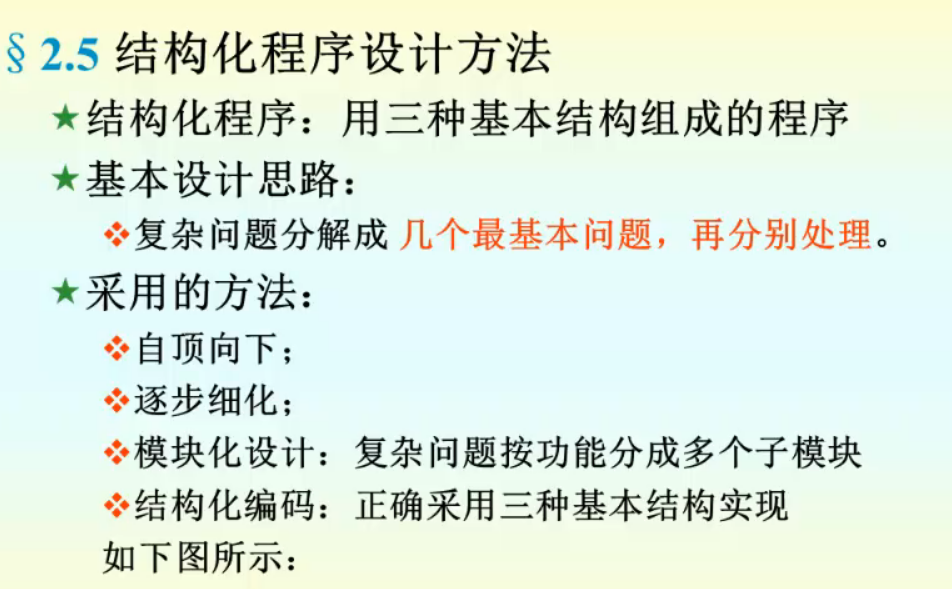 § 2.5 结构化程序设计方法
★结构化程序：用三种基本结构组成的程序
★基本设计思路：
❖复杂问题分解成 几个最基本问题，再分别处理。
★采用的方法：
❖自顶向下；
❖逐步细化；
❖模块化设计：复杂问题按功能分成多个子模块
❖结构化编码：正确采用三种基本结构实现
如下图所示：